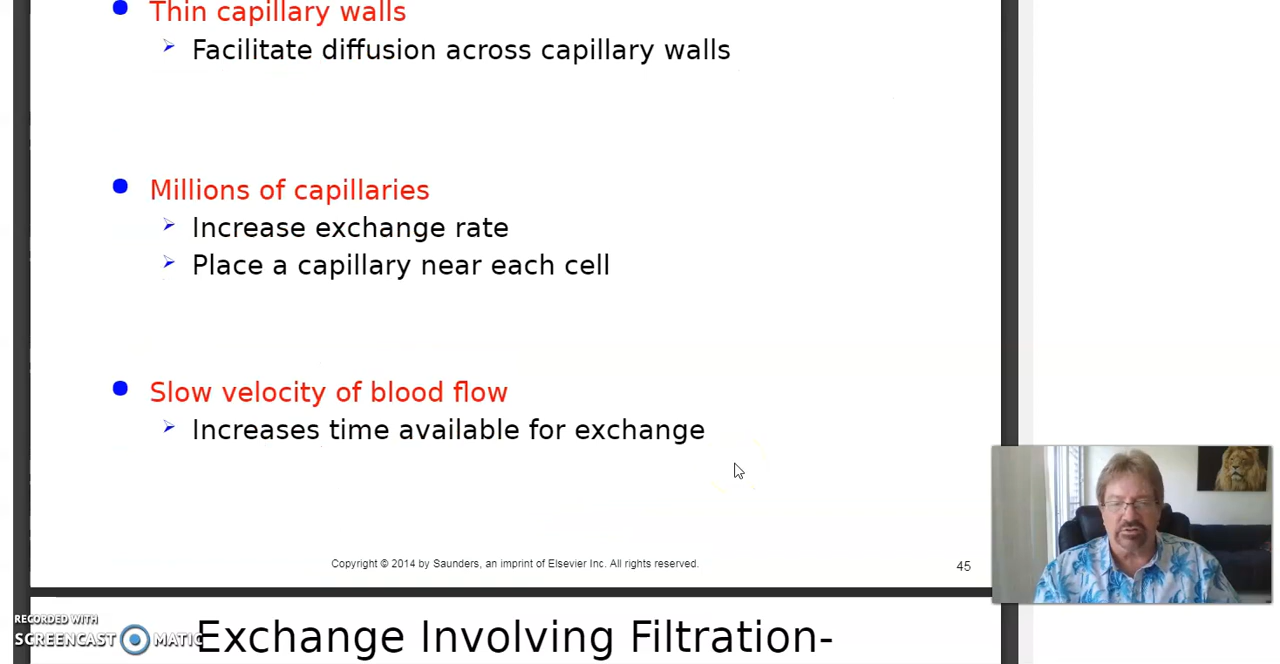 Thin capillary walls
Facilitate diffusion across capillary walls
Millions of capillaries
Increase exchange rate
Place a capillary near each cell
Slow velocity of blood flow
Increases time available for exchange
Copyright © 2014 by Saunders, an imprint of Elsevier Inc. All rights reserved.
45
RECORDED WITH
SCREENCAST MATIC
Exchange Involving Filtration-